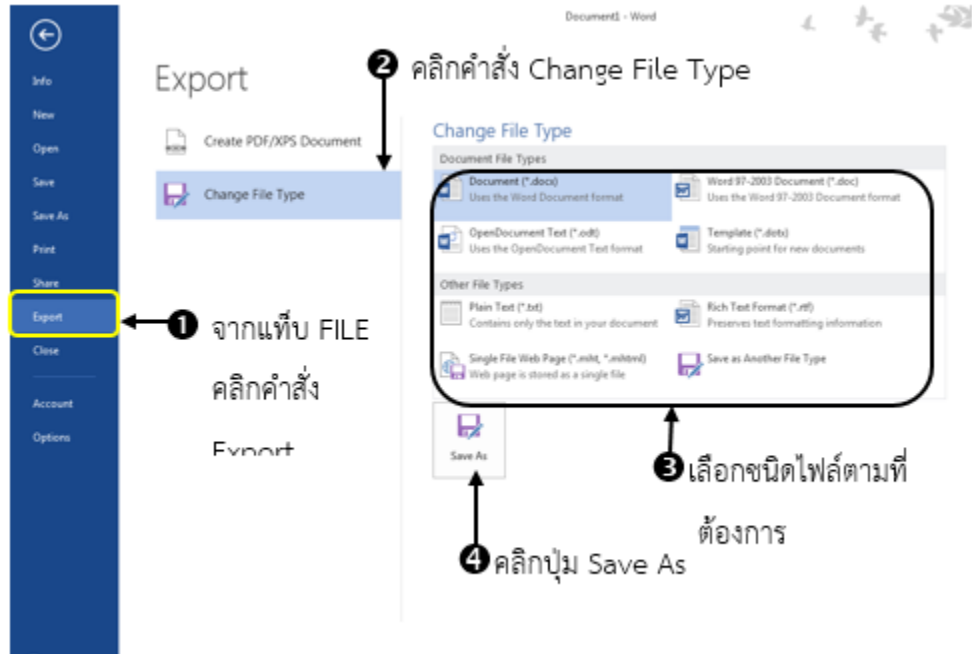 Document1 - Word
Info
New
Open
Save
Save As
Print
Share
Export
Close
Account
Options
Export
Create PDF/XPS Document
Change File Type
❷ คลิกคำสั่ง Change File Type
Change File Type
Document File Types
Document (*.docx)
Uses the Word Document format
Word 97-2003 Document (*.doc)
Uses the Word 97-2003 Document format
OpenDocument Text (*.odt)
Uses the OpenDocument Text format
Template (*.dotx)
Starting point for new documents
Other File Types
Plain Text (*.txt)
Contains only the text in your document
Rich Text Format (*.rtf)
Preserves text formatting information
Single File Web Page (*.mht, *.mhtml)
Web page is stored as a single file
Save as Another File Type
Save As
❶ จากแท็บ FILE
คลิกคำสั่ง
Export
❸เลือกชนิดไฟล์ตามที่
ต้องการ
❹คลิกปุ่ม Save As